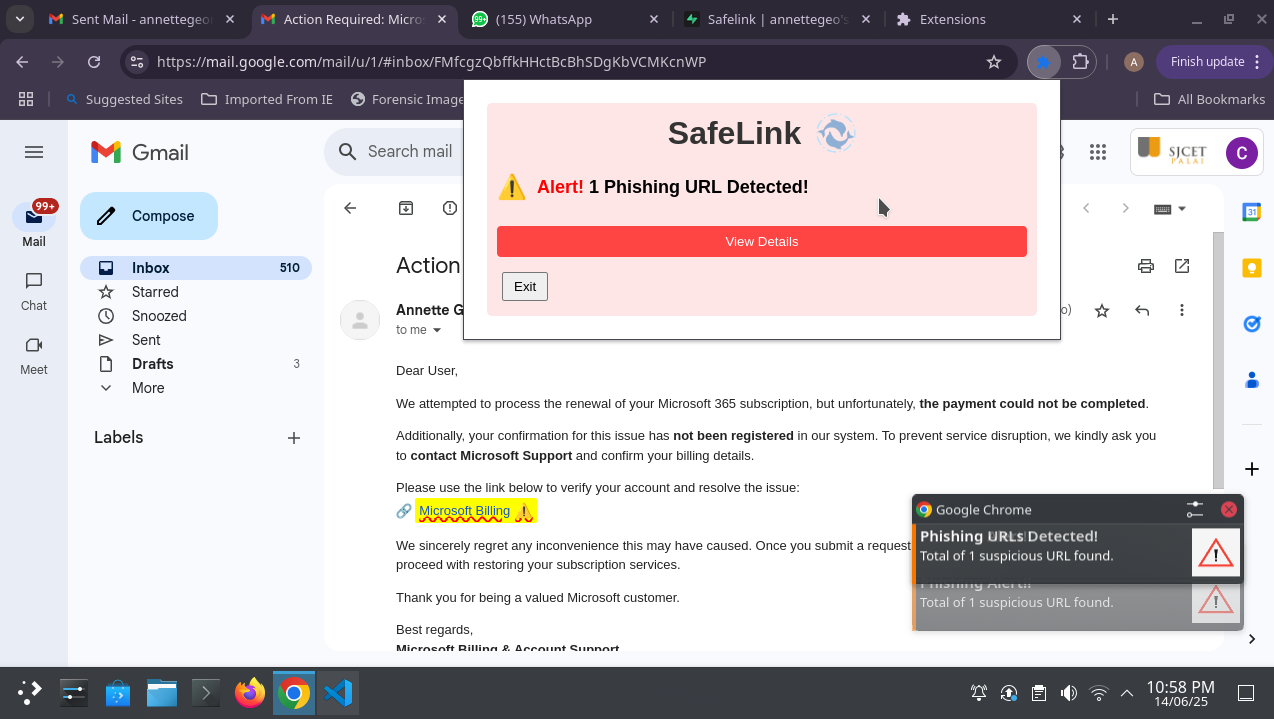 Sent Mail - annettegeor
Action Required: Micros
99+
(155) WhatsApp
Safelink | annettegeo's
Extensions
https://mail.google.com/mail/u/1/#inbox/FMfcgzQbffkHHctBcBhSDgKbVCMKcnWP
A
Finish update
Suggested Sites
Imported From IE
Forensic Image
All Bookmarks
SafeLink
Alert! 1 Phishing URL Detected!
View Details
Exit
Gmail
Search mail
SJCET
PALAI
C
99+
Mail
Chat
Meet
Compose
Inbox 510
Starred
Snoozed
Sent
Drafts 3
More
Labels
31
Action
Annette G
to me
Dear User,
We attempted to process the renewal of your Microsoft 365 subscription, but unfortunately, the payment could not be completed.
Additionally, your confirmation for this issue has not been registered in our system. To prevent service disruption, we kindly ask you
to contact Microsoft Support and confirm your billing details.
Please use the link below to verify your account and resolve the issue:
🔗 Microsoft Billing ⚠️
We sincerely regret any inconvenience this may have caused. Once you submit a request
proceed with restoring your subscription services.
Thank you for being a valued Microsoft customer.
Best regards,
Microsoft Billing & Account Support
Google Chrome
Phishing URLs Detected!
Total of 1 suspicious URL found.
Phishing Alert!!
Total of 1 suspicious URL found.
10:58 PM
14/06/25